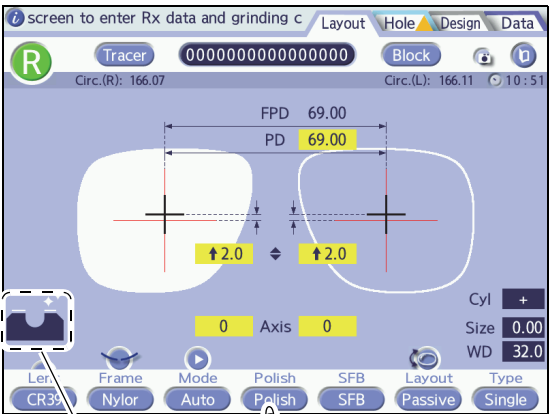 screen to enter Rx data and grinding c
Layout Hole Design Data
R Tracer 0000000000000000 Block
Circ.(R): 166.07 Circ.(L): 166.11 10:51
FPD 69.00
PD 69.00
2.0 2.0
Cyl +
0 Axis 0 Size 0.00
WD 32.0
Lens Frame Mode Polish SFB Layout Type
CR39 Nylor Auto Polish SFB Passive Single